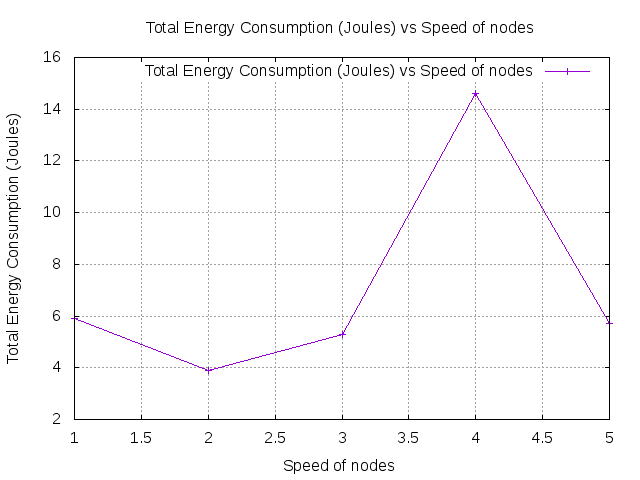 Total Energy Consumption (Joules) vs Speed of nodes
Total Energy Consumption (Joules) vs Speed of nodes
Total Energy Consumption (Joules)
16
14
12
10
8
6
4
2
1 1.5 2 2.5 3 3.5 4 4.5 5
Speed of nodes